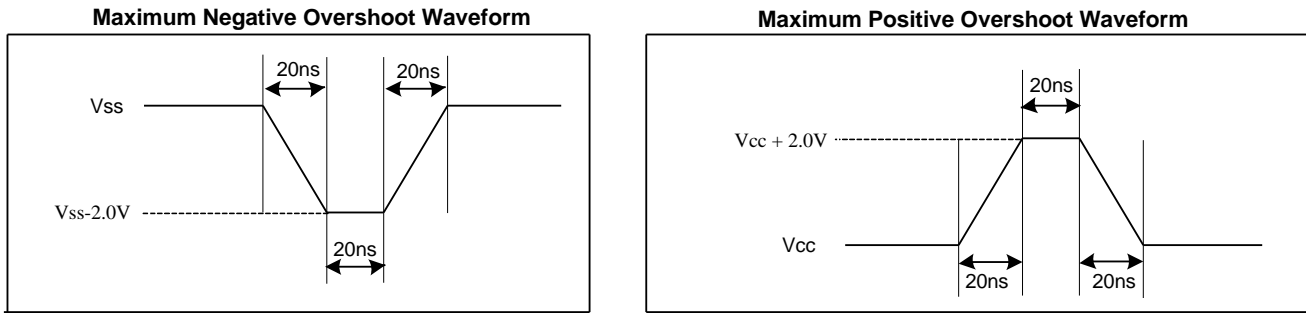 Maximum Negative Overshoot Waveform
20ns
20ns
Vss
Vss-2.0V
20ns
Maximum Positive Overshoot Waveform
20ns
Vcc + 2.0V
Vcc
20ns
20ns